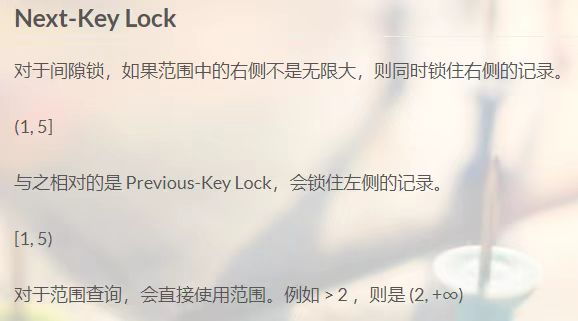 Next-Key Lock
对于间隙锁，如果范围中的右侧不是无限大，则同时锁住右侧的记录。
(1, 5]
与之相对的是 Previous-Key Lock，会锁住左侧的记录。
[1, 5)
对于范围查询，会直接使用范围。例如 > 2 ，则是 (2, +∞)